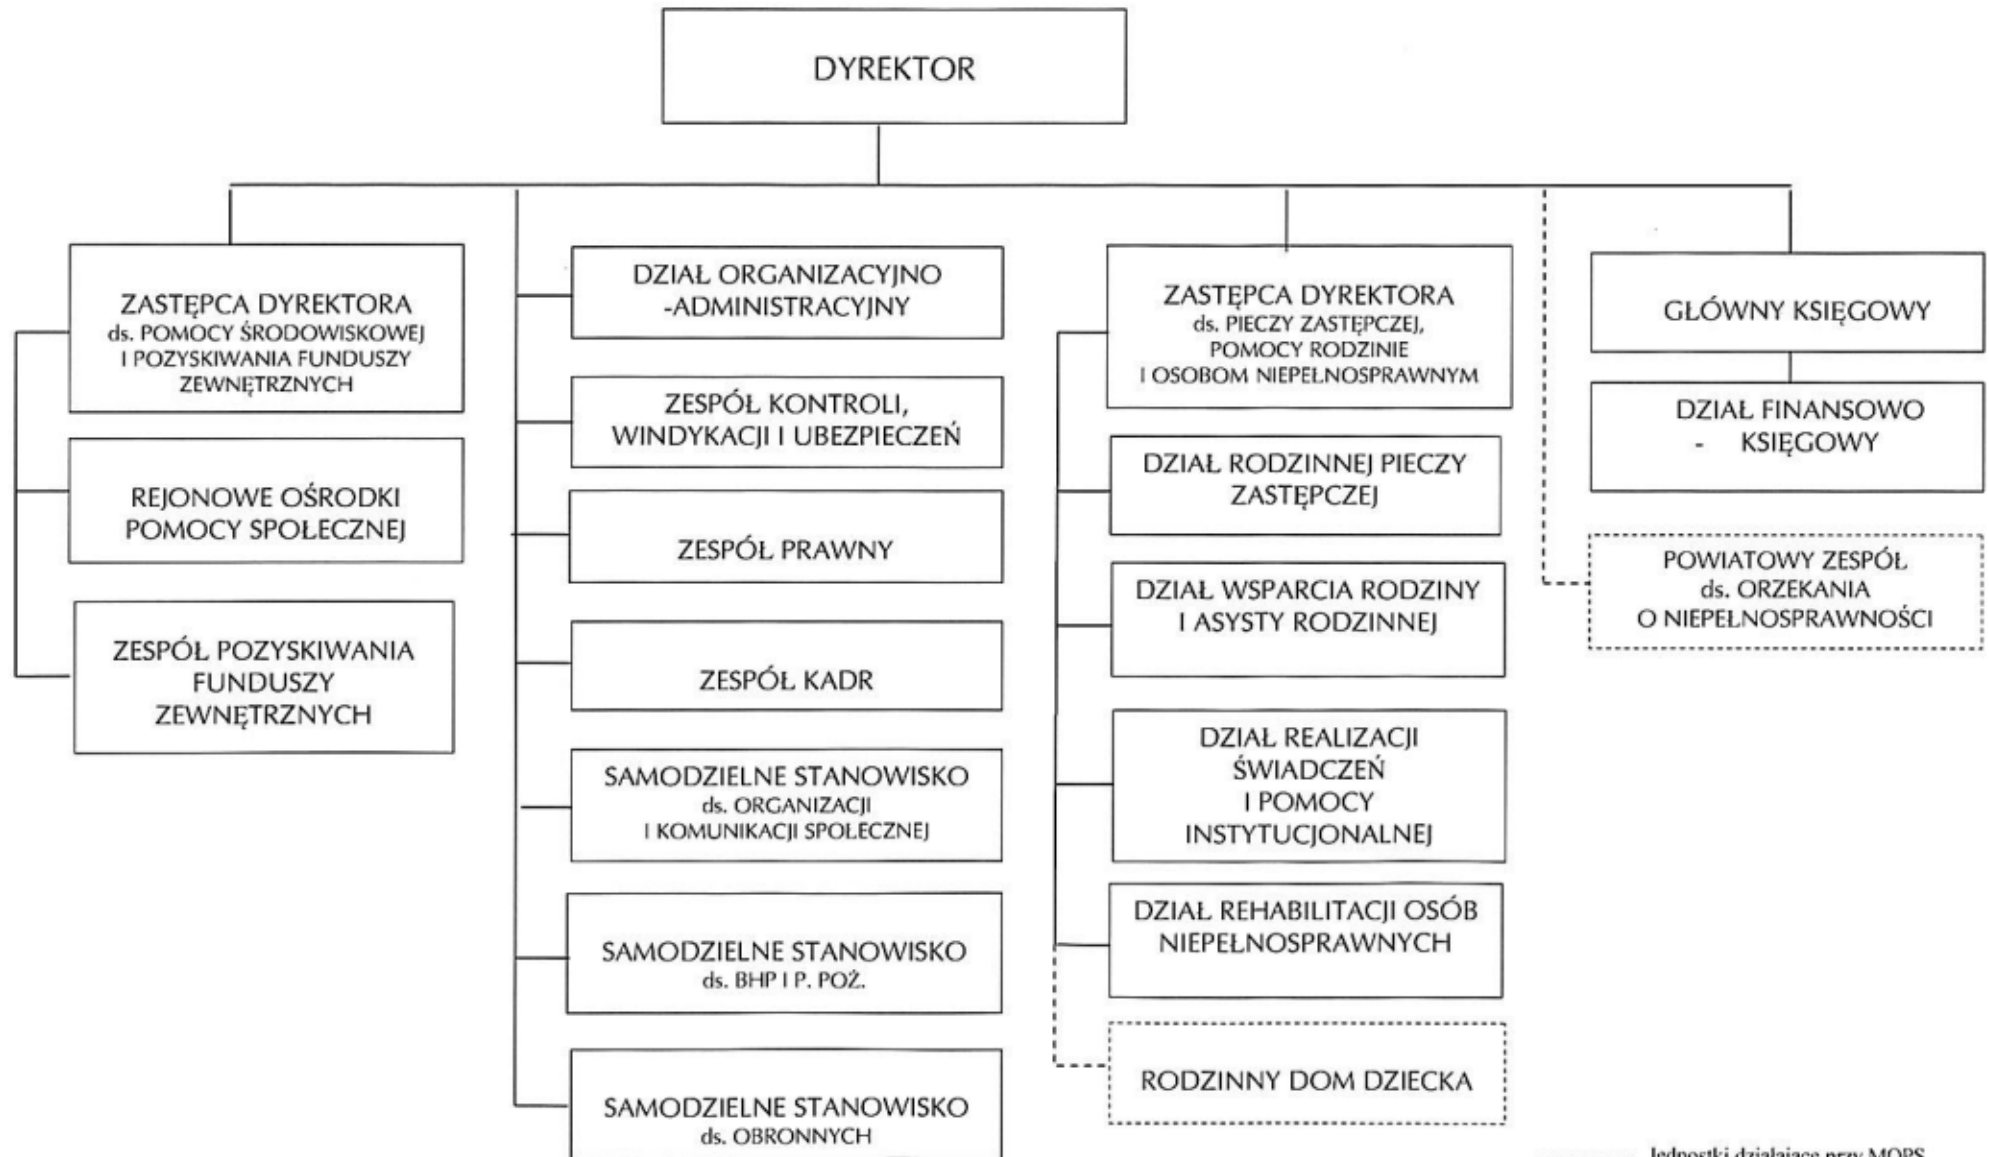 DYREKTOR
ZASTĘPCA DYREKTORA
ds. POMOCY ŚRODOWISKOWEJ
I POZYSKIWANIA FUNDUSZY
ZEWNĘTRZNYCH
REJONOWE OŚRODKI
POMOCY SPOŁECZNEJ
ZESPÓŁ POZYSKIWANIA
FUNDUSZY
ZEWNĘTRZNYCH
DZIAŁ ORGANIZACYJNO
-ADMINISTRACYJNY
ZESPÓŁ KONTROLI,
WINDYKACJI I UBEZPIECZEŃ
ZESPÓŁ PRAWNY
ZESPÓŁ KADR
SAMODZIELNE STANOWISKO
ds. ORGANIZACJI
I KOMUNIKACJI SPOŁECZNEJ
SAMODZIELNE STANOWISKO
ds. BHP I P. POŻ.
SAMODZIELNE STANOWISKO
ds. OBRONNYCH
ZASTĘPCA DYREKTORA
ds. PIECZY ZASTĘPCZEJ,
POMOCY RODZINIE
I OSOBOM NIEPEŁNOSPRAWNYM
DZIAŁ RODZINNEJ PIECZY
ZASTĘPCZEJ
DZIAŁ WSPARCIA RODZINY
I ASYSTY RODZINNEJ
DZIAŁ REALIZACJI
ŚWIADCZEŃ
I POMOCY
INSTYTUCJONALNEJ
DZIAŁ REHABILITACJI OSÓB
NIEPEŁNOSPRAWNYCH
RODZINNY DOM DZIECKA
GŁÓWNY KSIĘGOWY
DZIAŁ FINANSOWO
- KSIĘGOWY
POWIATOWY ZESPÓŁ
ds. ORZEKANIA
O NIEPEŁNOSPRAWNOŚCI
Jednostki działające przy MOPS